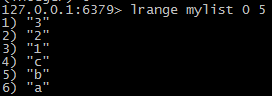 127.0.0.1:6379> lrange mylist 0 5
1) "3"
2) "2"
3) "1"
4) "c"
5) "b"
6) "a"